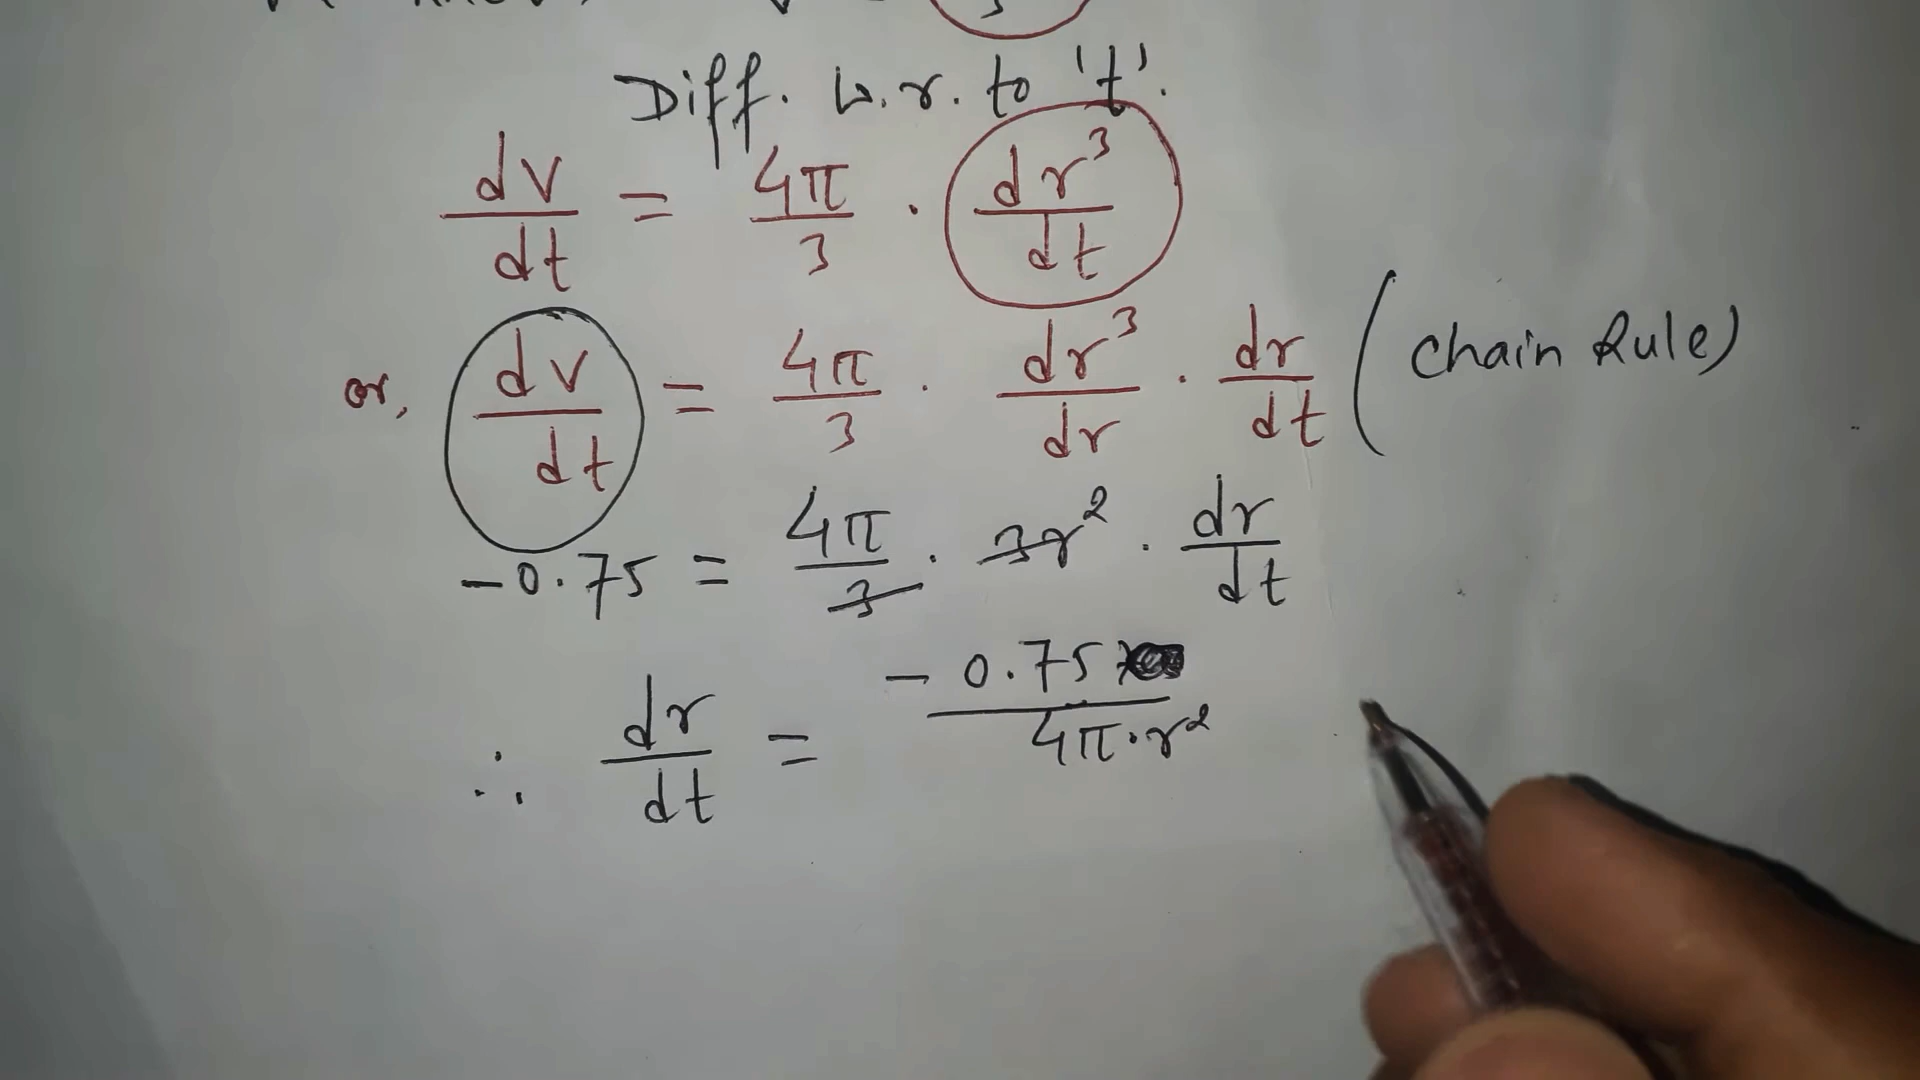 Diff. w.r. to 't'.
dv/dt = 4π/3 · dr³/dt
or, dv/dt = 4π/3 · dr³/dr · dr/dt (Chain Rule)
-0.75 = 4π/3 · 3r² · dr/dt
∴ dr/dt = -0.75/4π·r²